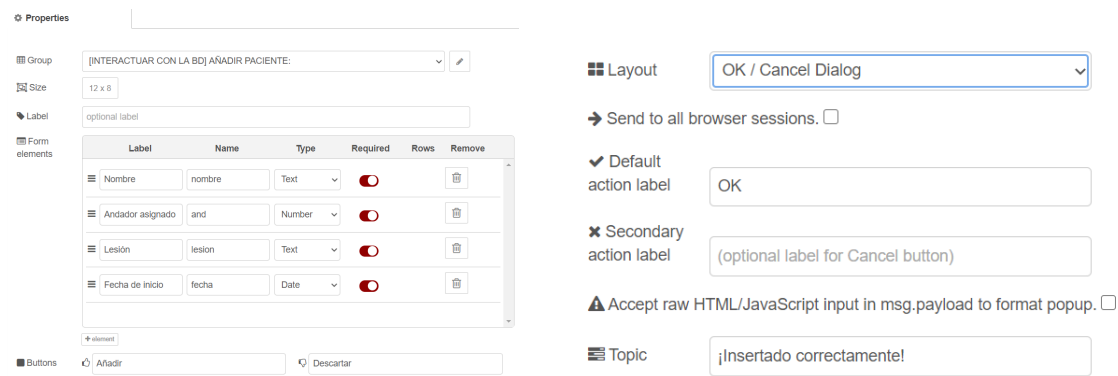 Properties
Group [INTERACTUAR CON LA BD] AÑADIR PACIENTE:
Size 12 x 8
Label optional label
Form elements
Label Name Type Required Rows Remove
Nombre nombre Text
Andador asignado and Number
Lesión lesion Text
Fecha de inicio fecha Date
+ element
Buttons Añadir Descartar
Layout OK / Cancel Dialog
Send to all browser sessions.
Default action label OK
Secondary action label (optional label for Cancel button)
Accept raw HTML/JavaScript input in msg.payload to format popup.
Topic ¡Insertado correctamente!